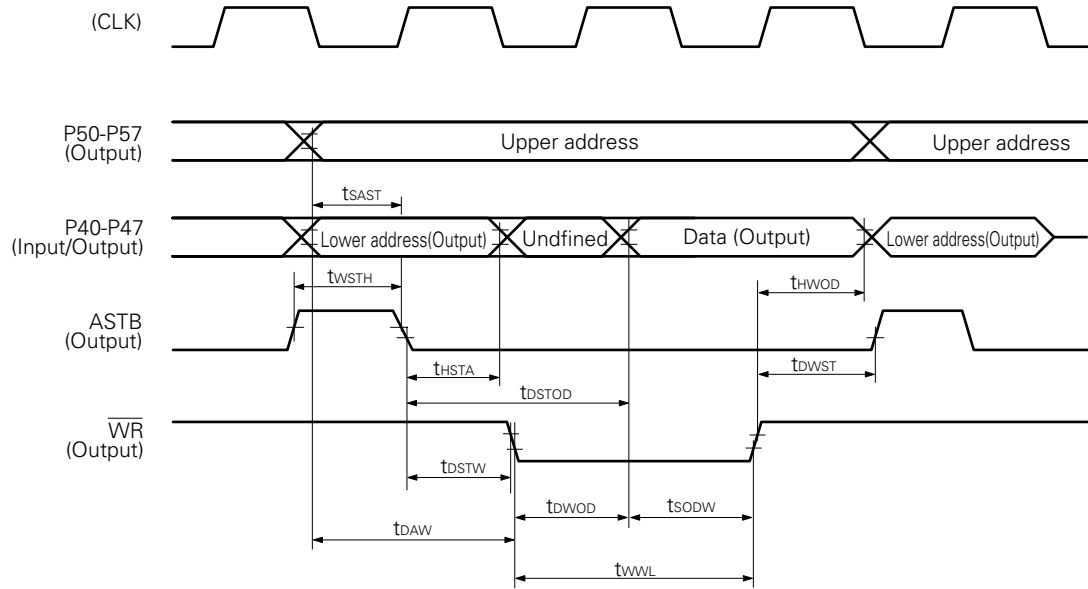 (CLK)
P50-P57
(Output)
Upper address
Upper address
tSAST
P40-P47
(Input/Output)
Lower address(Output)
Undfined
Data (Output)
Lower address(Output)
tWSTH
tHWOD
ASTB
(Output)
tHSTA
tDWST
tDSTOD
WR
(Output)
tDSTW
tDWOD
tSODW
tDAW
tWWL